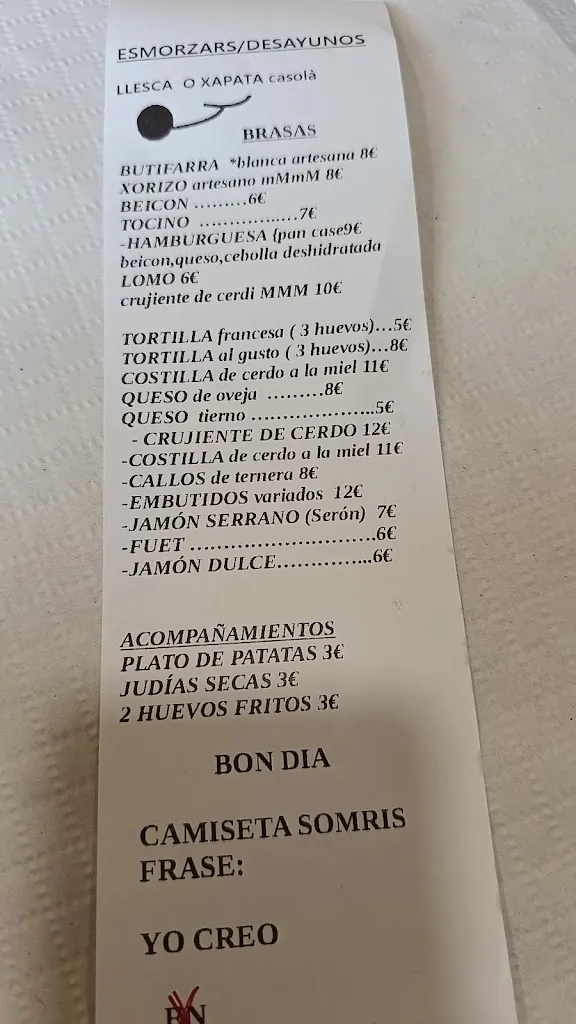 ESMORZARS/DESAYUNOS
LLESCA O XAPATA casolà
BRASAS
BUTIFARRA *blanca artesana 8€
XORIZO artesano mMmM 8€
BEICON .........6€
TOCINO ................7€
-HAMBURGUESA {pan case9€
beicon,queso,cebolla deshidratada
LOMO 6€
crujiente de cerdi MMM 10€
TORTILLA francesa ( 3 huevos)...5€
TORTILLA al gusto ( 3 huevos)...8€
COSTILLA de cerdo a la miel 11€
QUESO de oveja .........8€
QUESO tierno ....................5€
- CRUJIENTE DE CERDO 12€
-COSTILLA de cerdo a la miel 11€
-CALLOS de ternera 8€
-EMBUTIDOS variados 12€
-JAMÓN SERRANO (Serón) 7€
-FUET ............................6€
-JAMÓN DULCE...............6€
ACOMPAÑAMIENTOS
PLATO DE PATATAS 3€
JUDÍAS SECAS 3€
2 HUEVOS FRITOS 3€
BON DIA
CAMISETA SOMRIS
FRASE:
YO CREO